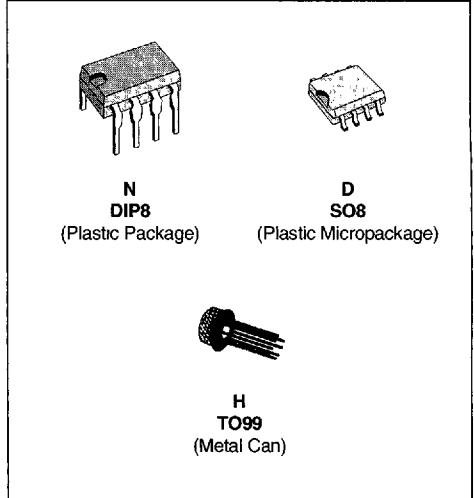 N
DIP8
(Plastic Package)
D
SO8
(Plastic Micropackage)
H
TO99
(Metal Can)